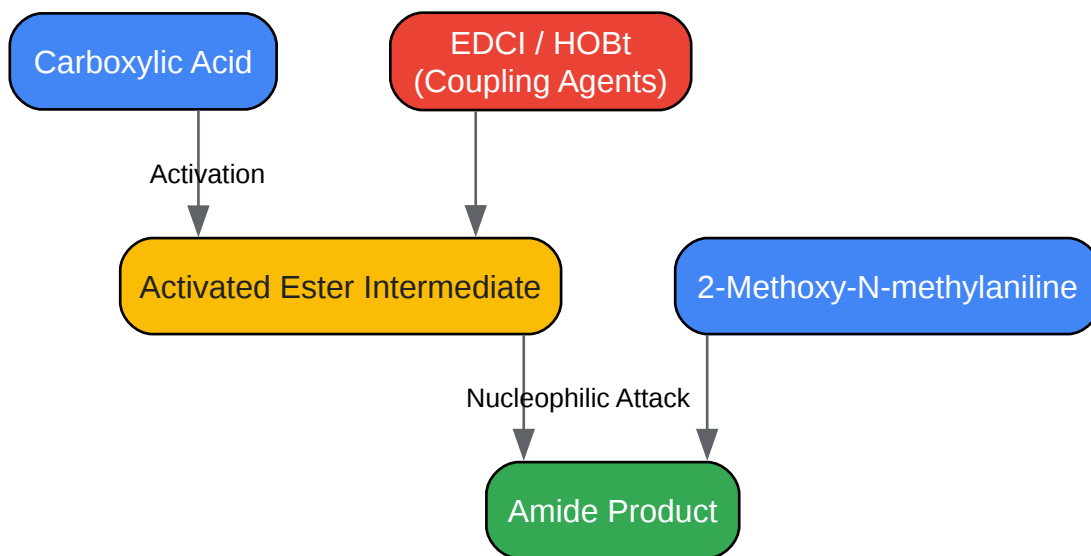 Carboxylic Acid
EDCI / HOBt
(Coupling Agents)
Activation
Activated Ester Intermediate
2-Methoxy-N-methylaniline
Nucleophilic Attack
Amide Product